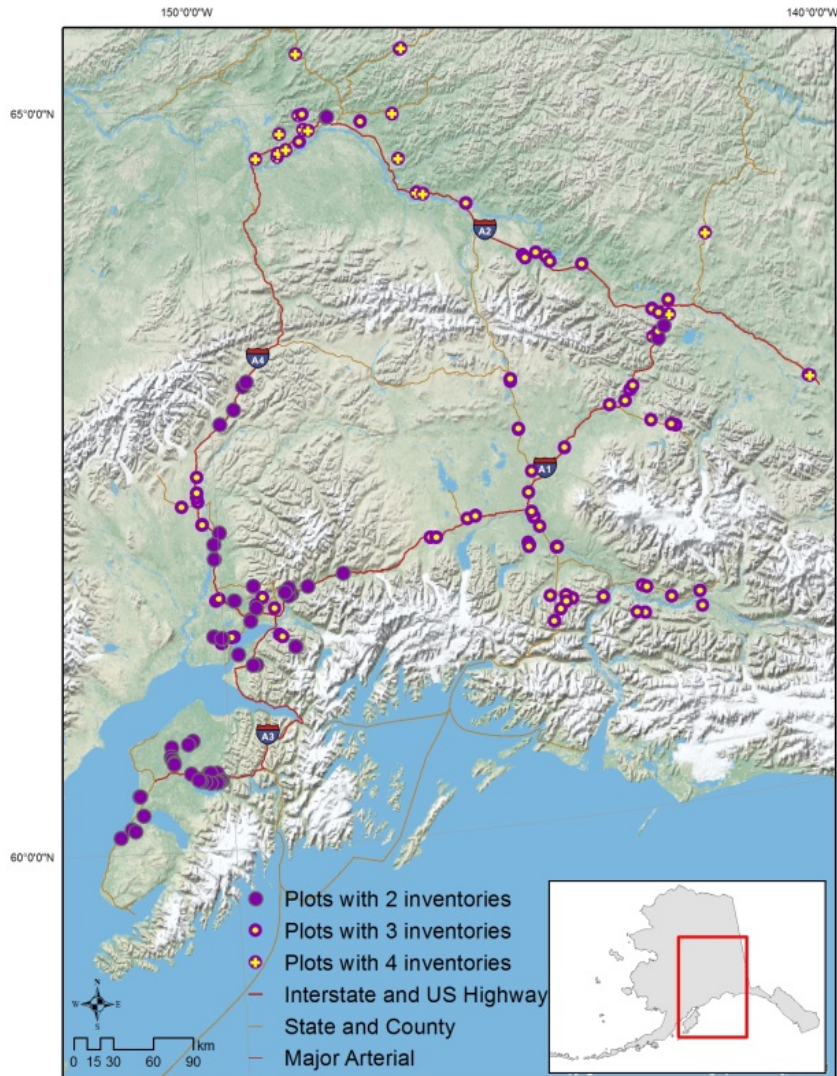 150°0'0"W
140°0'0"W
65°0'0"N
A2
A4
A1
A3
60°0'0"N
Plots with 2 inventories
Plots with 3 inventories
Plots with 4 inventories
Interstate and US Highway
State and County
Major Arterial
N
W E
S
km
0 15 30 60 90